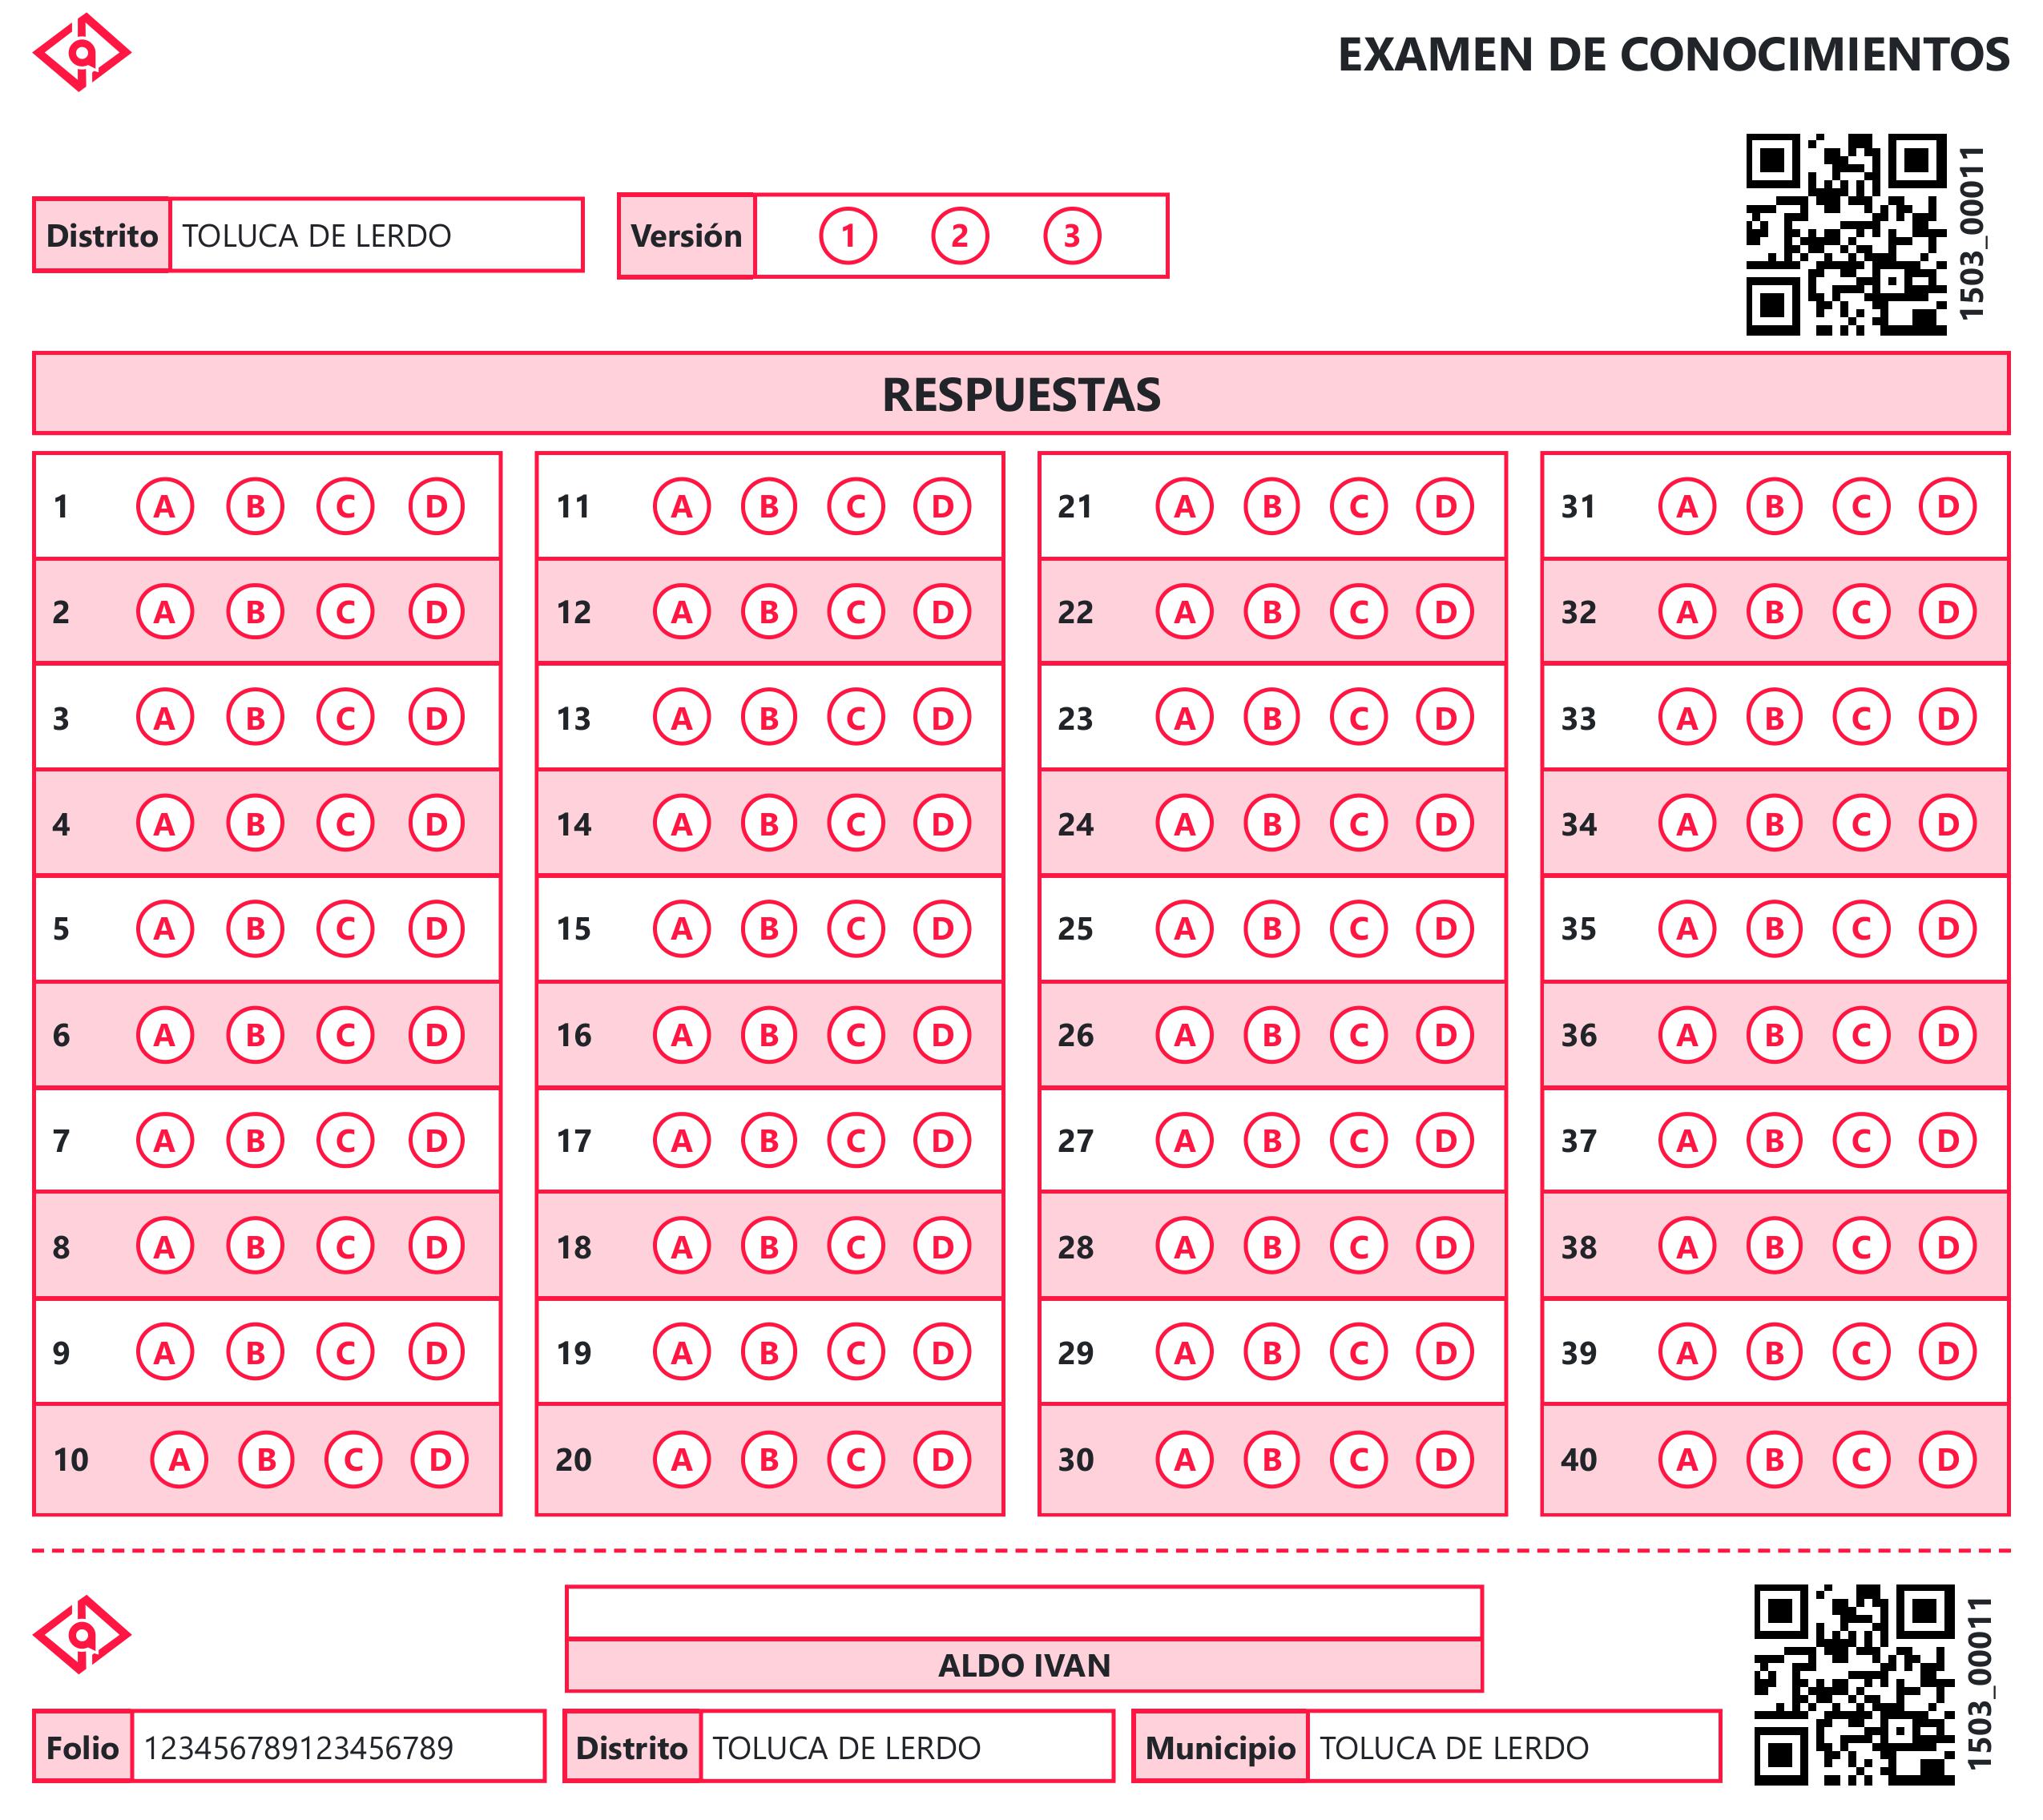 EXAMEN DE CONOCIMIENTOS
Distrito TOLUCA DE LERDO
Versión 1 2 3
1503_00011
RESPUESTAS
1 A B C D
2 A B C D
3 A B C D
4 A B C D
5 A B C D
6 A B C D
7 A B C D
8 A B C D
9 A B C D
10 A B C D
11 A B C D
12 A B C D
13 A B C D
14 A B C D
15 A B C D
16 A B C D
17 A B C D
18 A B C D
19 A B C D
20 A B C D
21 A B C D
22 A B C D
23 A B C D
24 A B C D
25 A B C D
26 A B C D
27 A B C D
28 A B C D
29 A B C D
30 A B C D
31 A B C D
32 A B C D
33 A B C D
34 A B C D
35 A B C D
36 A B C D
37 A B C D
38 A B C D
39 A B C D
40 A B C D
ALDO IVAN
Folio 123456789123456789
Distrito TOLUCA DE LERDO
Municipio TOLUCA DE LERDO
1503_00011